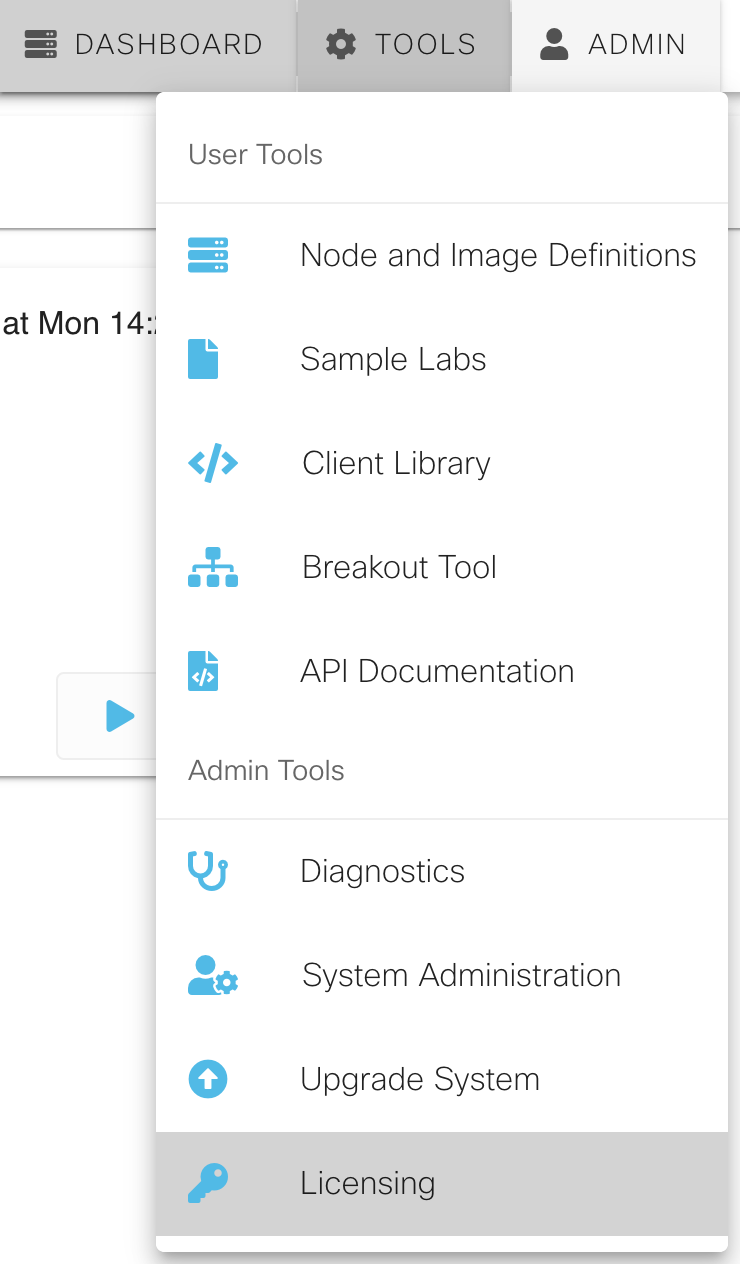 DASHBOARD TOOLS ADMIN
User Tools
Node and Image Definitions
at Mon 14:
Sample Labs
Client Library
Breakout Tool
API Documentation
Admin Tools
Diagnostics
System Administration
Upgrade System
Licensing